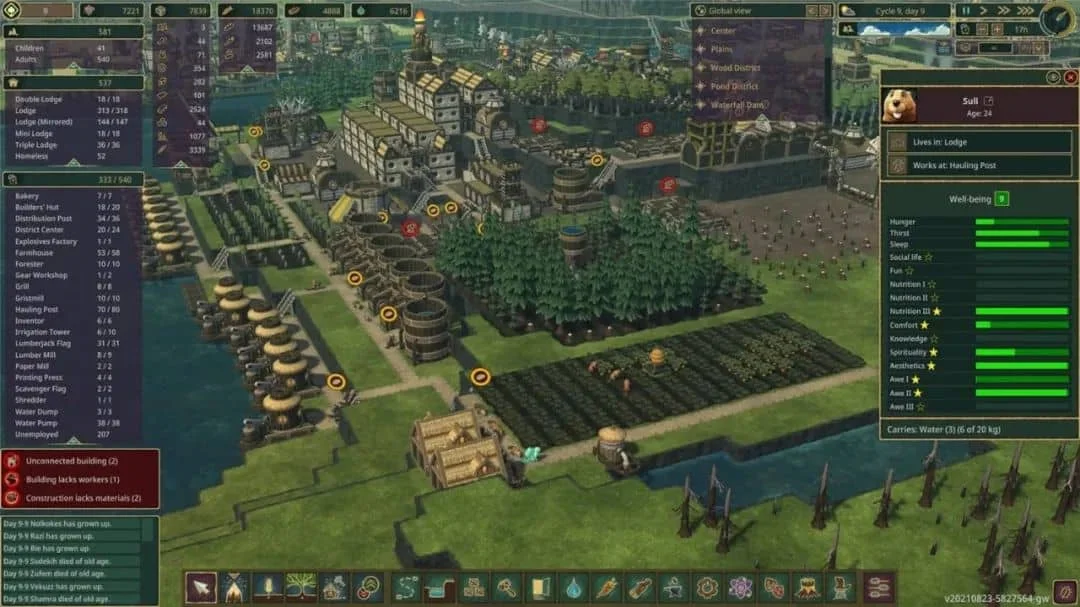 9 7221 7839 18370 4888 6216
581
Children 41
Adults 540
537
Double Lodge 18 / 18
Lodge 313 / 318
Lodge (Mirrored) 144 / 147
Mini Lodge 18 / 18
Triple Lodge 36 / 36
Homeless 52
333 / 540
Bakery 7 / 7
Builders' Hut 18 / 20
Distribution Post 34 / 36
District Center 20 / 24
Explosives Factory 1 / 1
Farmhouse 53 / 58
Forester 10 / 10
Gear Workshop 1 / 2
Grill 8 / 8
Gristmill 10 / 10
Hauling Post 70 / 80
Inventor 6 / 6
Irrigation Tower 6 / 10
Lumberjack Flag 31 / 31
Lumber Mill 8 / 9
Paper Mill 2 / 2
Printing Press 4 / 4
Scavenger Flag 2 / 2
Shredder 1 / 1
Water Dump 3 / 3
Water Pump 38 / 38
Unemployed 207
Unconnected building (2)
Building lacks workers (1)
Construction lacks materials (2)
Day 9-9 Nolkokes has grown up.
Day 9-9 Razi has grown up.
Day 9-9 Rie has grown up.
Day 9-9 Sudekih died of old age.
Day 9-9 Zufem died of old age.
Day 9-9 Vekuzz has grown up.
Day 9-9 Shamra died of old age.
3
44
71
354
282
101
2524
44
1077
3339
13687
2102
2581
Global view
Center
Plains
Wood District
Pond District
Waterfall Dam
Cycle 9, day 9
17h
Sull
Age: 24
Lives in: Lodge
Works at: Hauling Post
Well-being 9
Hunger
Thirst
Sleep
Social life
Fun
Nutrition I
Nutrition II
Nutrition III
Comfort
Knowledge
Spirituality
Aesthetics
Awe I
Awe II
Awe III
Carries: Water (3) (6 of 20 kg)
v20210823-5827564-gw